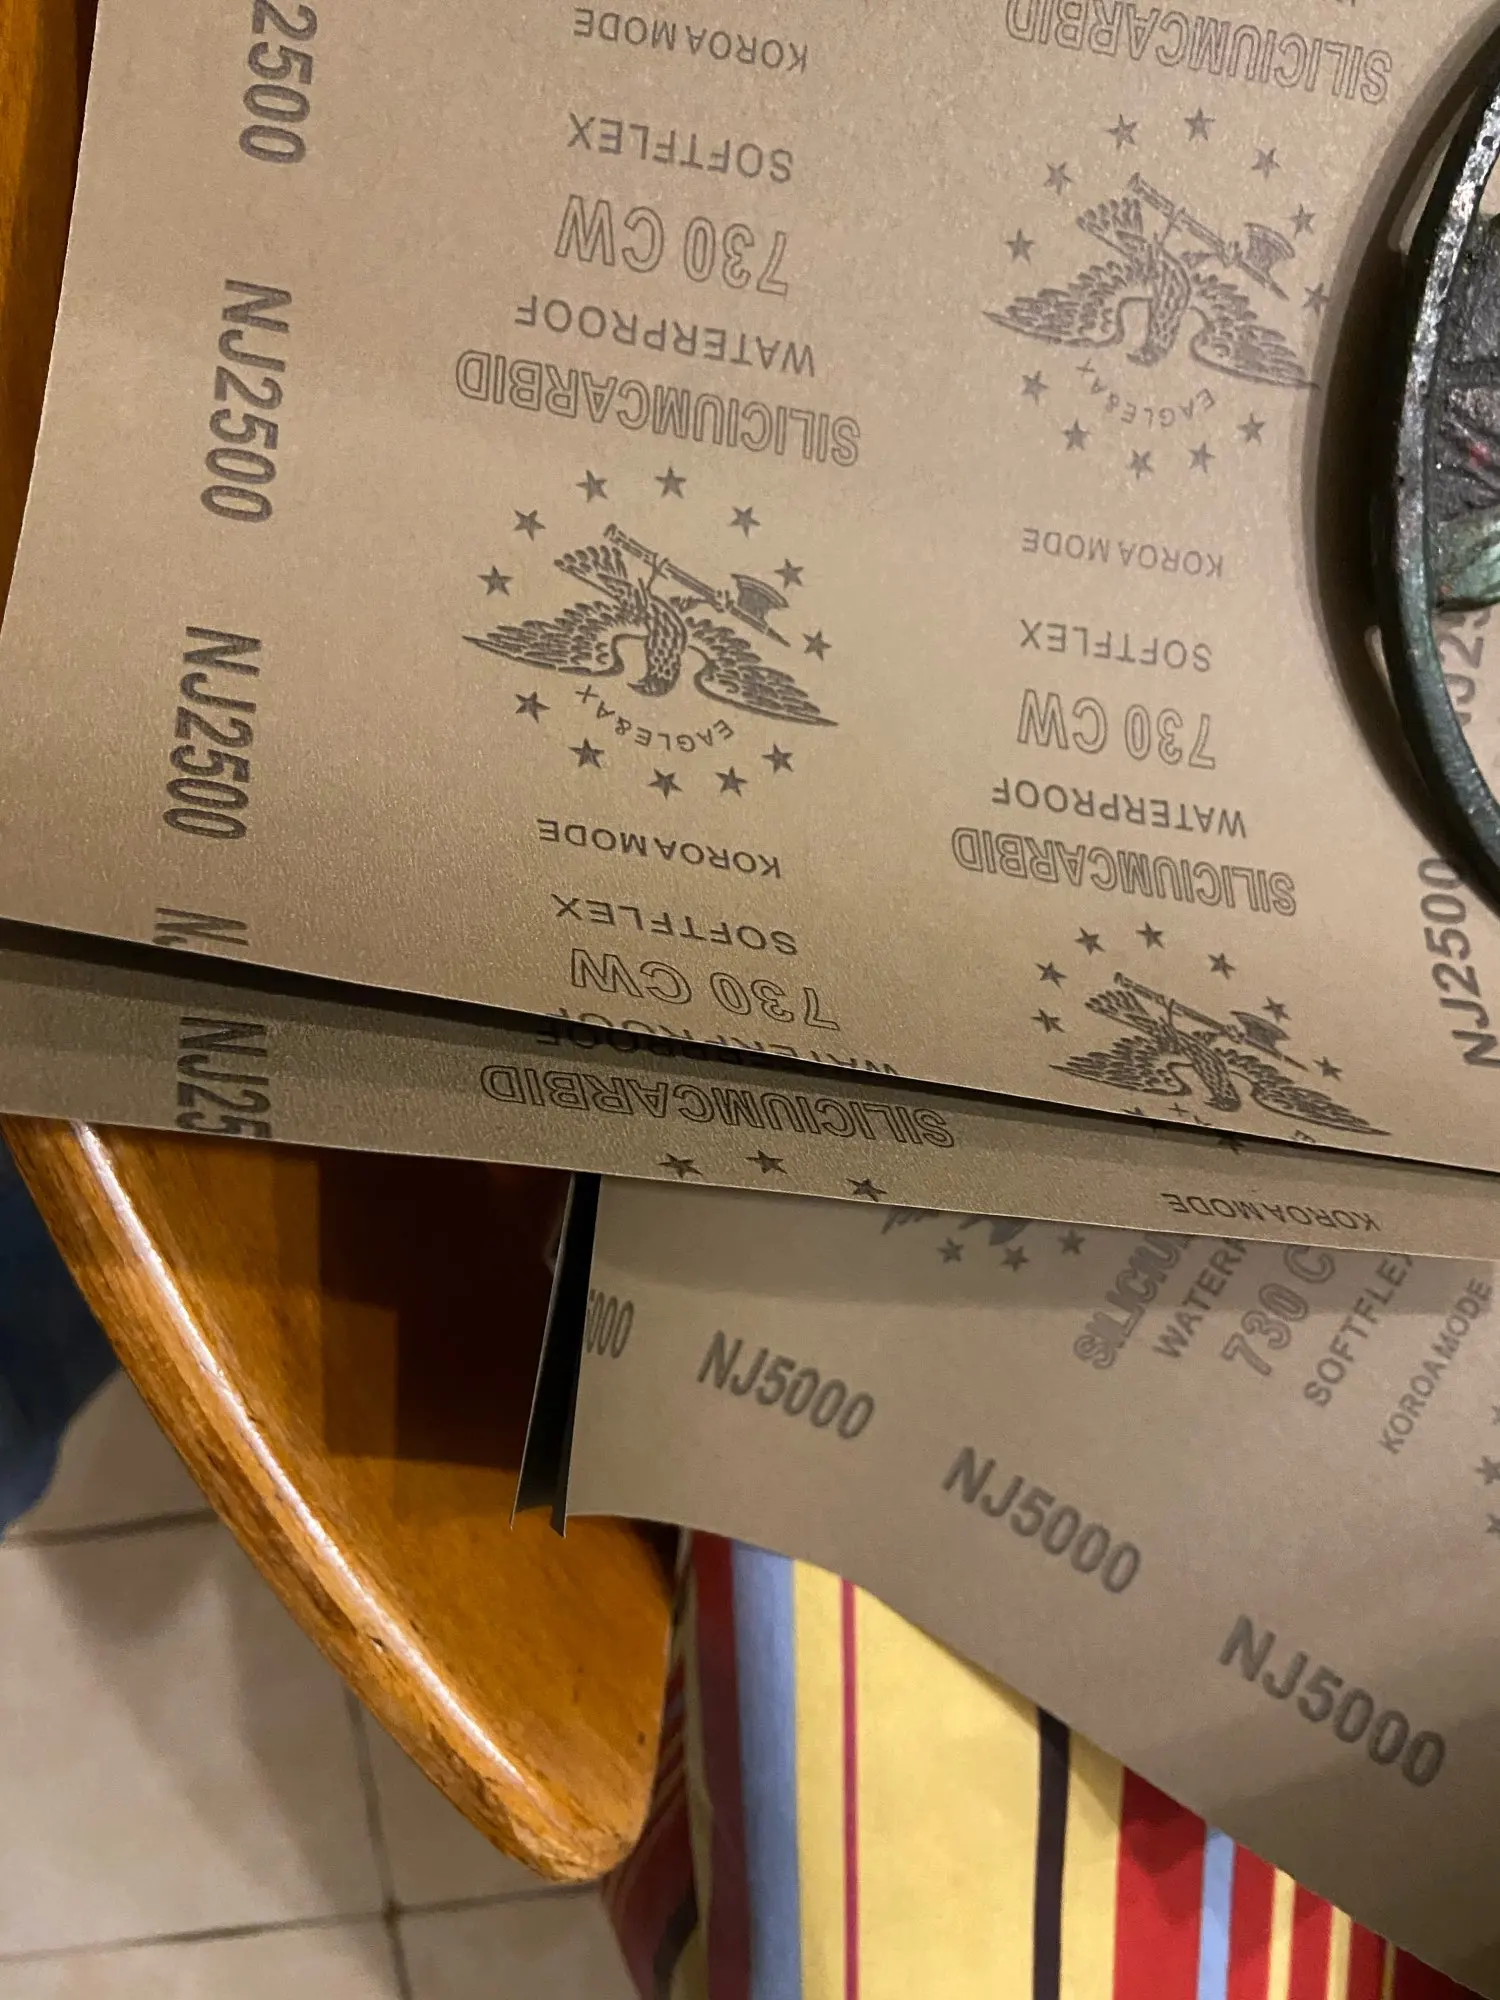 2500
NJ2500
NJ2500
KOROAMODE
SOFTFLEX
730 CW
WATERPROOF
SILICIUMCARBID
EAGLE&AX
KOROAMODE
SOFTFLEX
730 CW
WATERPROOF
SILICIUMCARBID
SILICIUMCARBID
EAGLE&AX
KOROAMODE
SOFTFLEX
730 CW
WATERPROOF
SILICIUMCARBID
NJ2500
NJ25
KOROAMODE
NJ5000
NJ5000
NJ5000
WATERP
730 C
SOFTFLEX
KOROAMODE